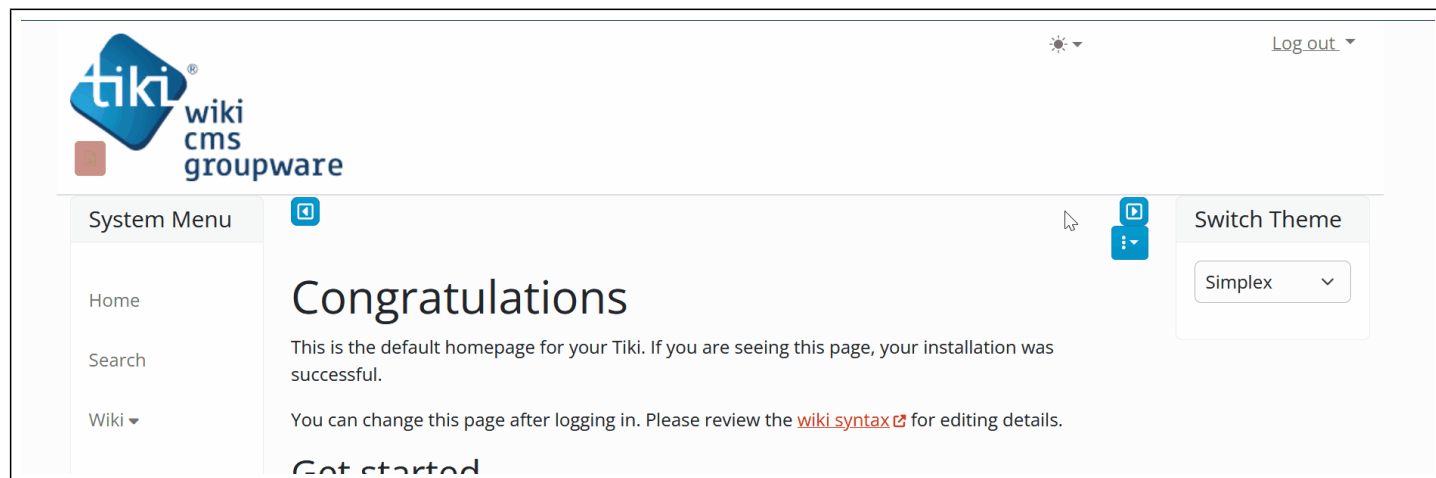 Log out
tiki®
wiki
cms
groupware
System Menu
Switch Theme
Home
Simplex
Congratulations
This is the default homepage for your Tiki. If you are seeing this page, your installation was
successful.
Search
Wiki
You can change this page after logging in. Please review the wiki syntax for editing details.
Get started